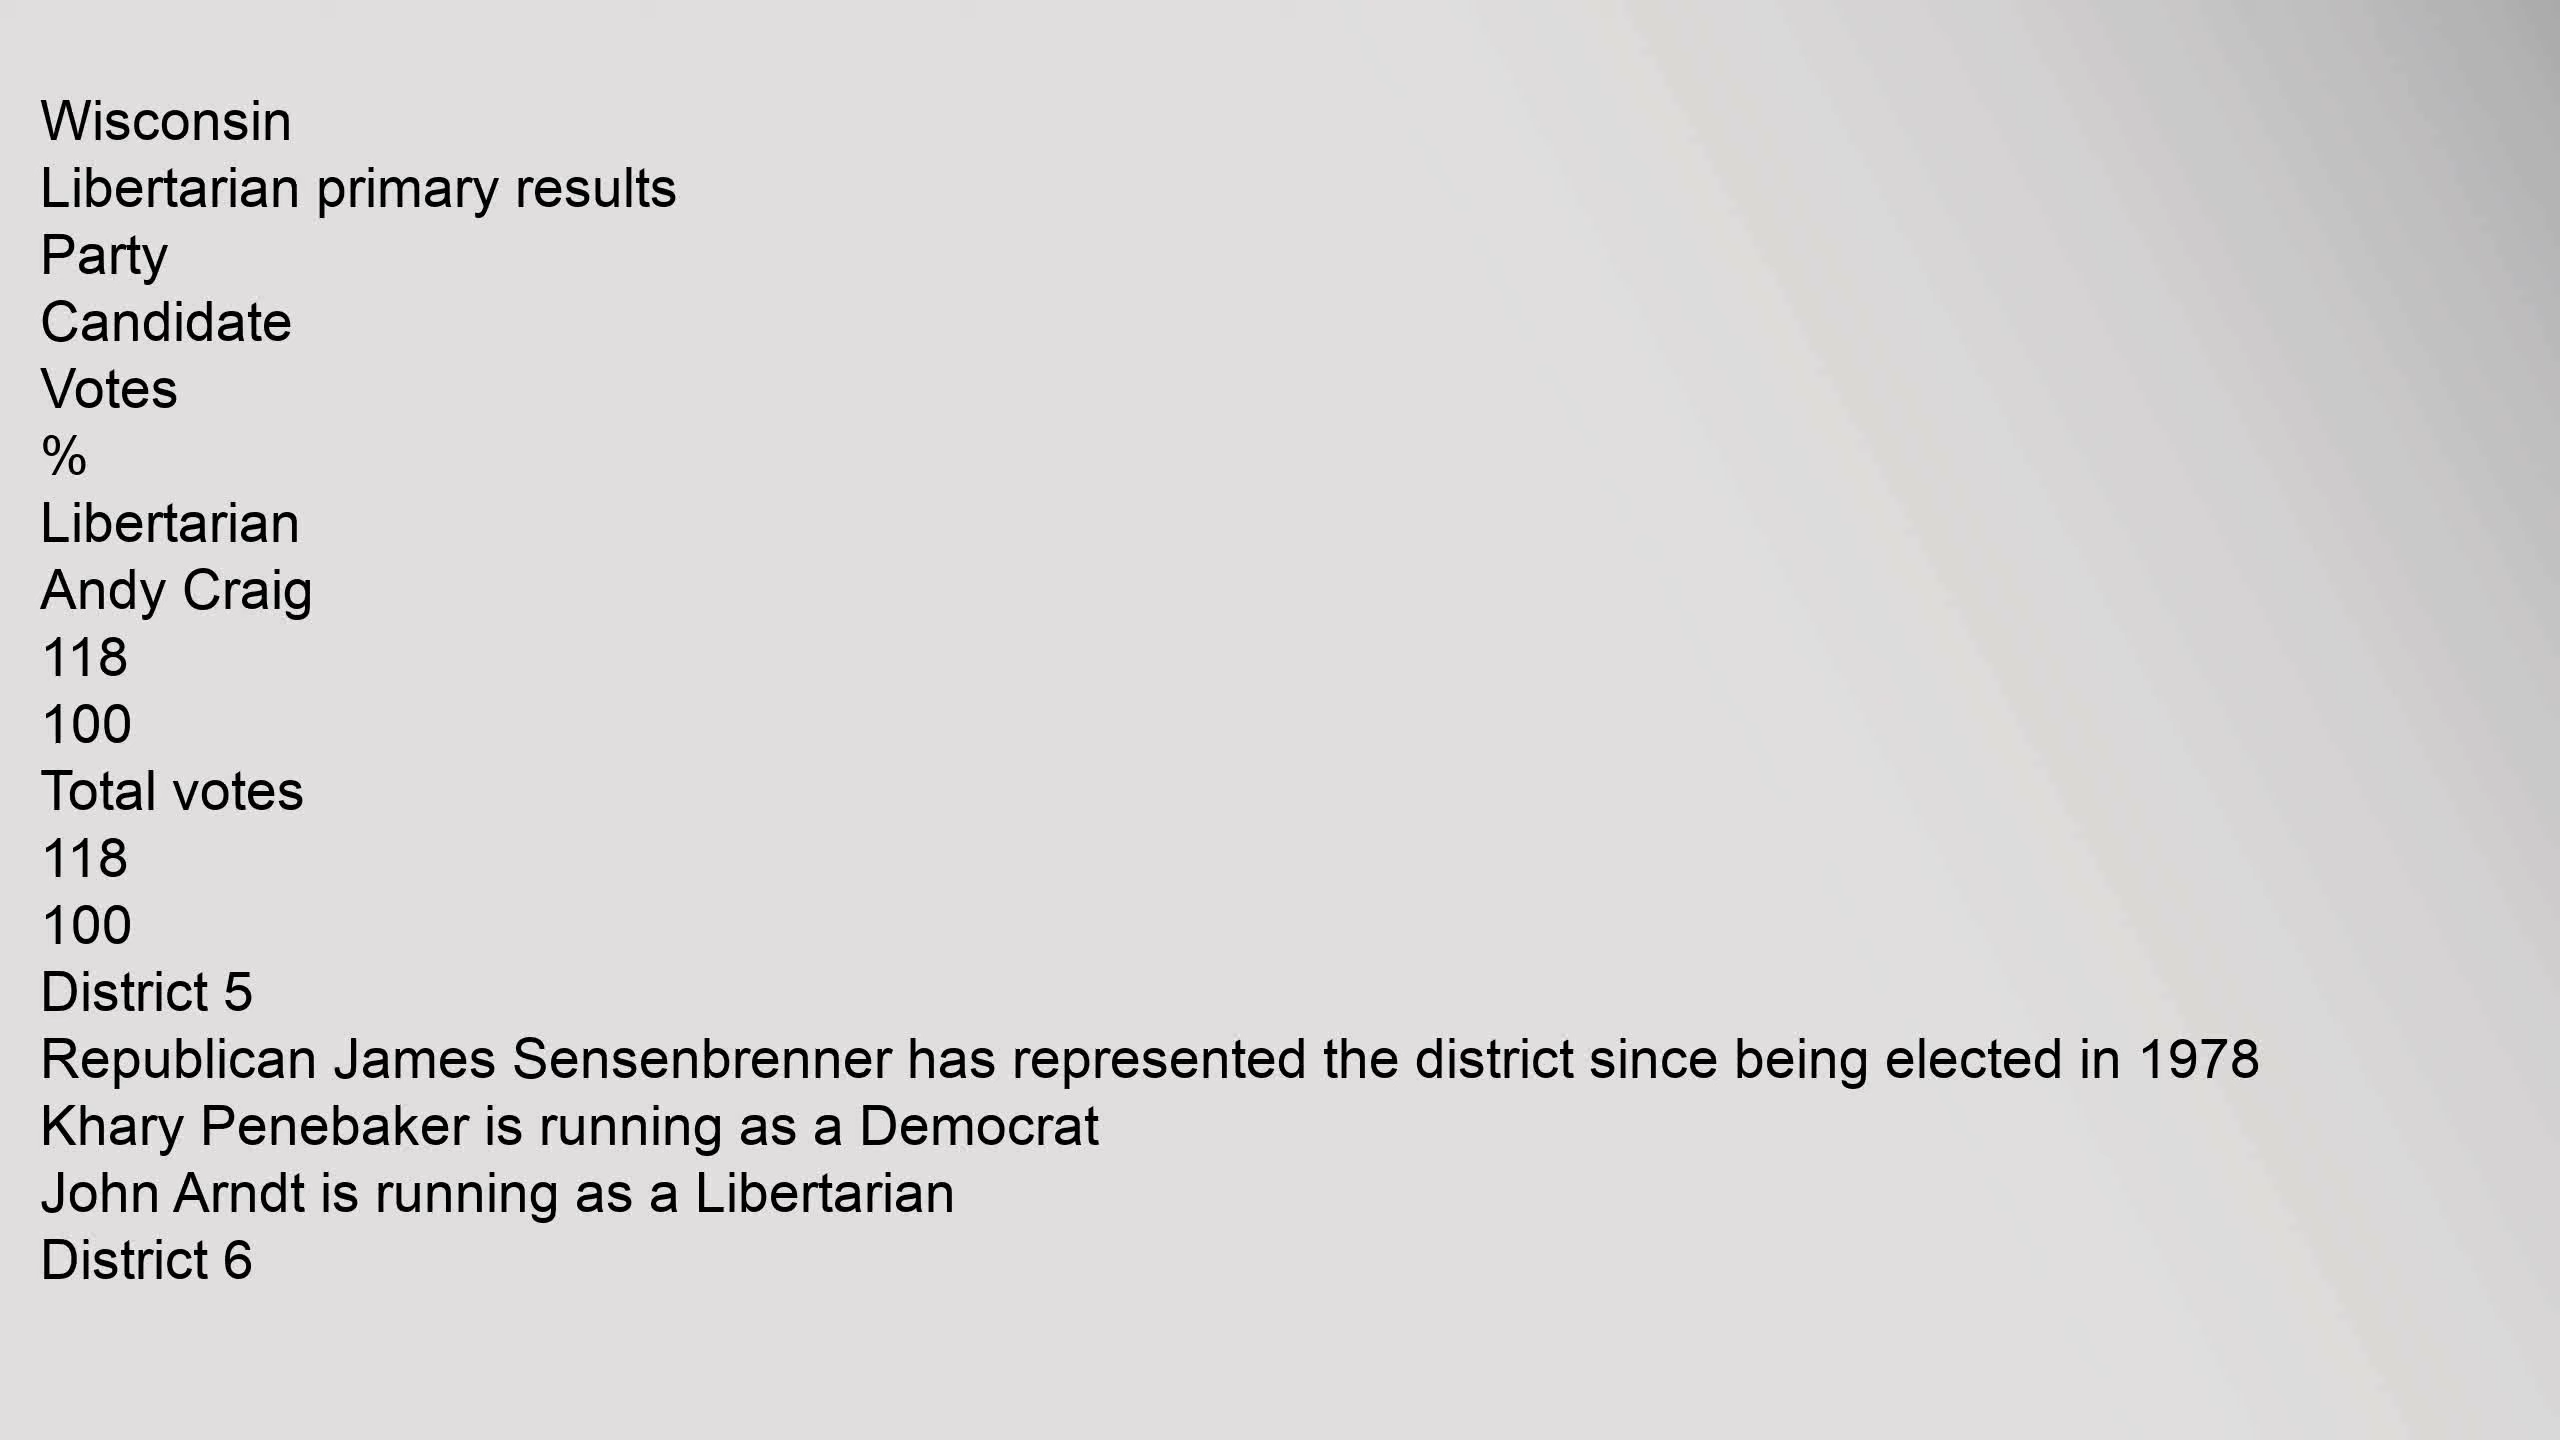 Wisconsin
Libertarian primary results
Party
Candidate
Votes
%
Libertarian
Andy Craig
118
100
Total votes
118
100
District 5
Republican James Sensenbrenner has represented the district since being elected in 1978
Khary Penebaker is running as a Democrat
John Arndt is running as a Libertarian
District 6